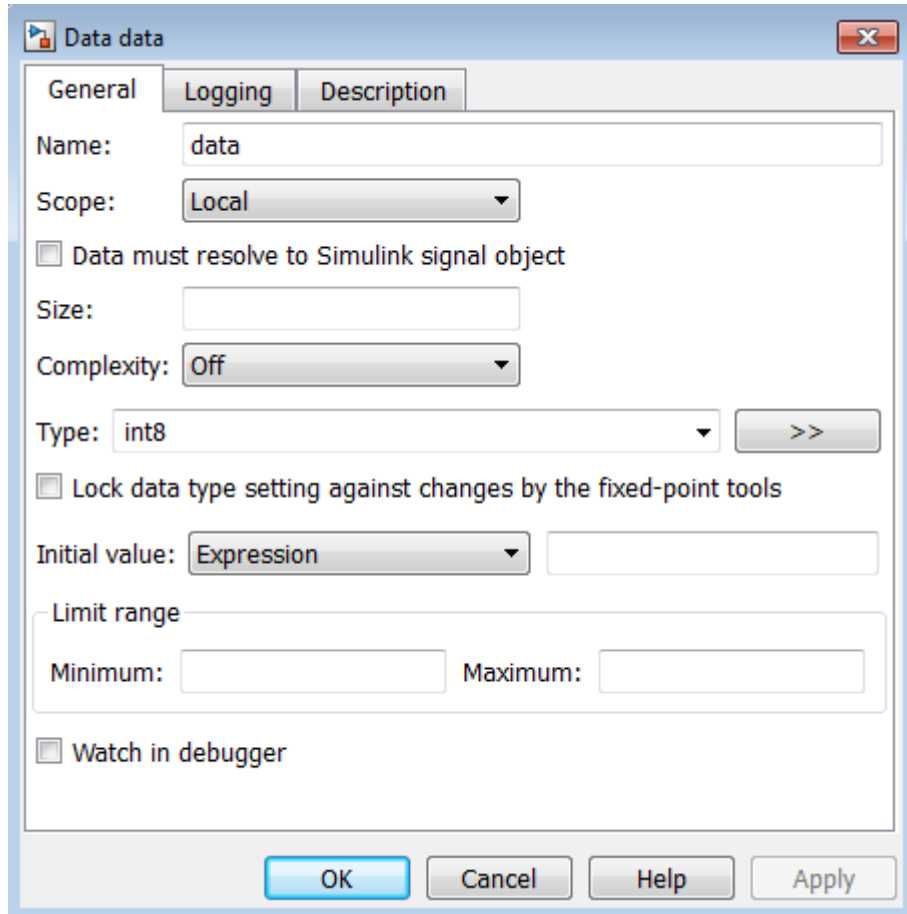 Data data
General Logging Description
Name: data
Scope: Local
Data must resolve to Simulink signal object
Size:
Complexity: Off
Type: int8 >>
Lock data type setting against changes by the fixed-point tools
Initial value: Expression
Limit range
Minimum: Maximum:
Watch in debugger
OK Cancel Help Apply